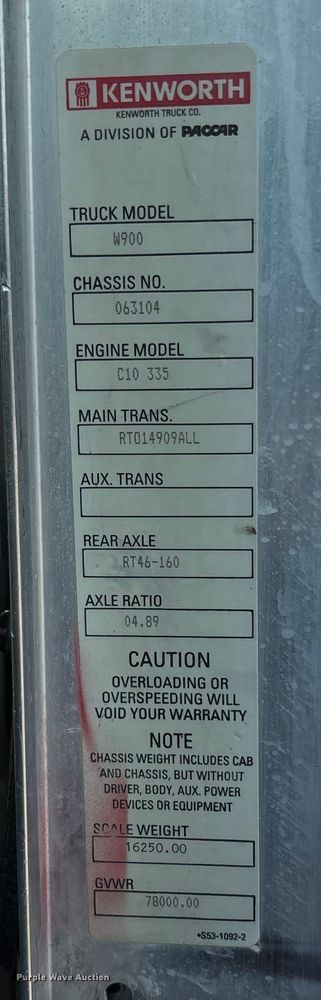 KENWORTH
KENWORTH TRUCK CO.
A DIVISION OF PACCAR
TRUCK MODEL
W900
CHASSIS NO.
063104
ENGINE MODEL
C10 335
MAIN TRANS.
RTO14909ALL
AUX. TRANS
REAR AXLE
RT46-160
AXLE RATIO
04.89
CAUTION
OVERLOADING OR
OVERSPEEDING WILL
VOID YOUR WARRANTY
NOTE
CHASSIS WEIGHT INCLUDES CAB
AND CHASSIS, BUT WITHOUT
DRIVER, BODY, AUX. POWER
DEVICES OR EQUIPMENT
SCALE WEIGHT
16250.00
GVWR
78000.00
*S53-1092-2
Purple Wave Auction